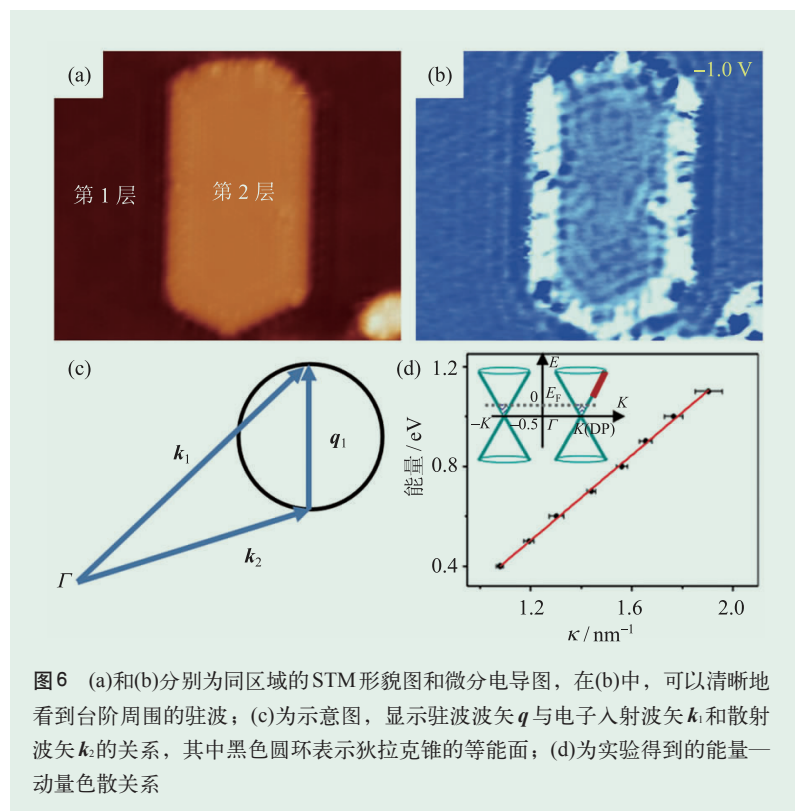 (a)
第1层
第2层
(b)
−1.0 V
(c)
k₁
q₁
k₂
Γ
(d)
能量/eV
1.2
0.8
0.4
E
0
E_F
K
−K
−0.5
Γ
K(DP)
1.2
1.6
2.0
κ/nm⁻¹
图6 (a)和(b)分别为同区域的STM形貌图和微分电导图，在(b)中，可以清晰地
看到台阶周围的驻波；(c)为示意图，显示驻波波矢q与电子入射波矢k₁和散射
波矢k₂的关系，其中黑色圆环表示狄拉克锥的等能面；(d)为实验得到的能量—
动量色散关系